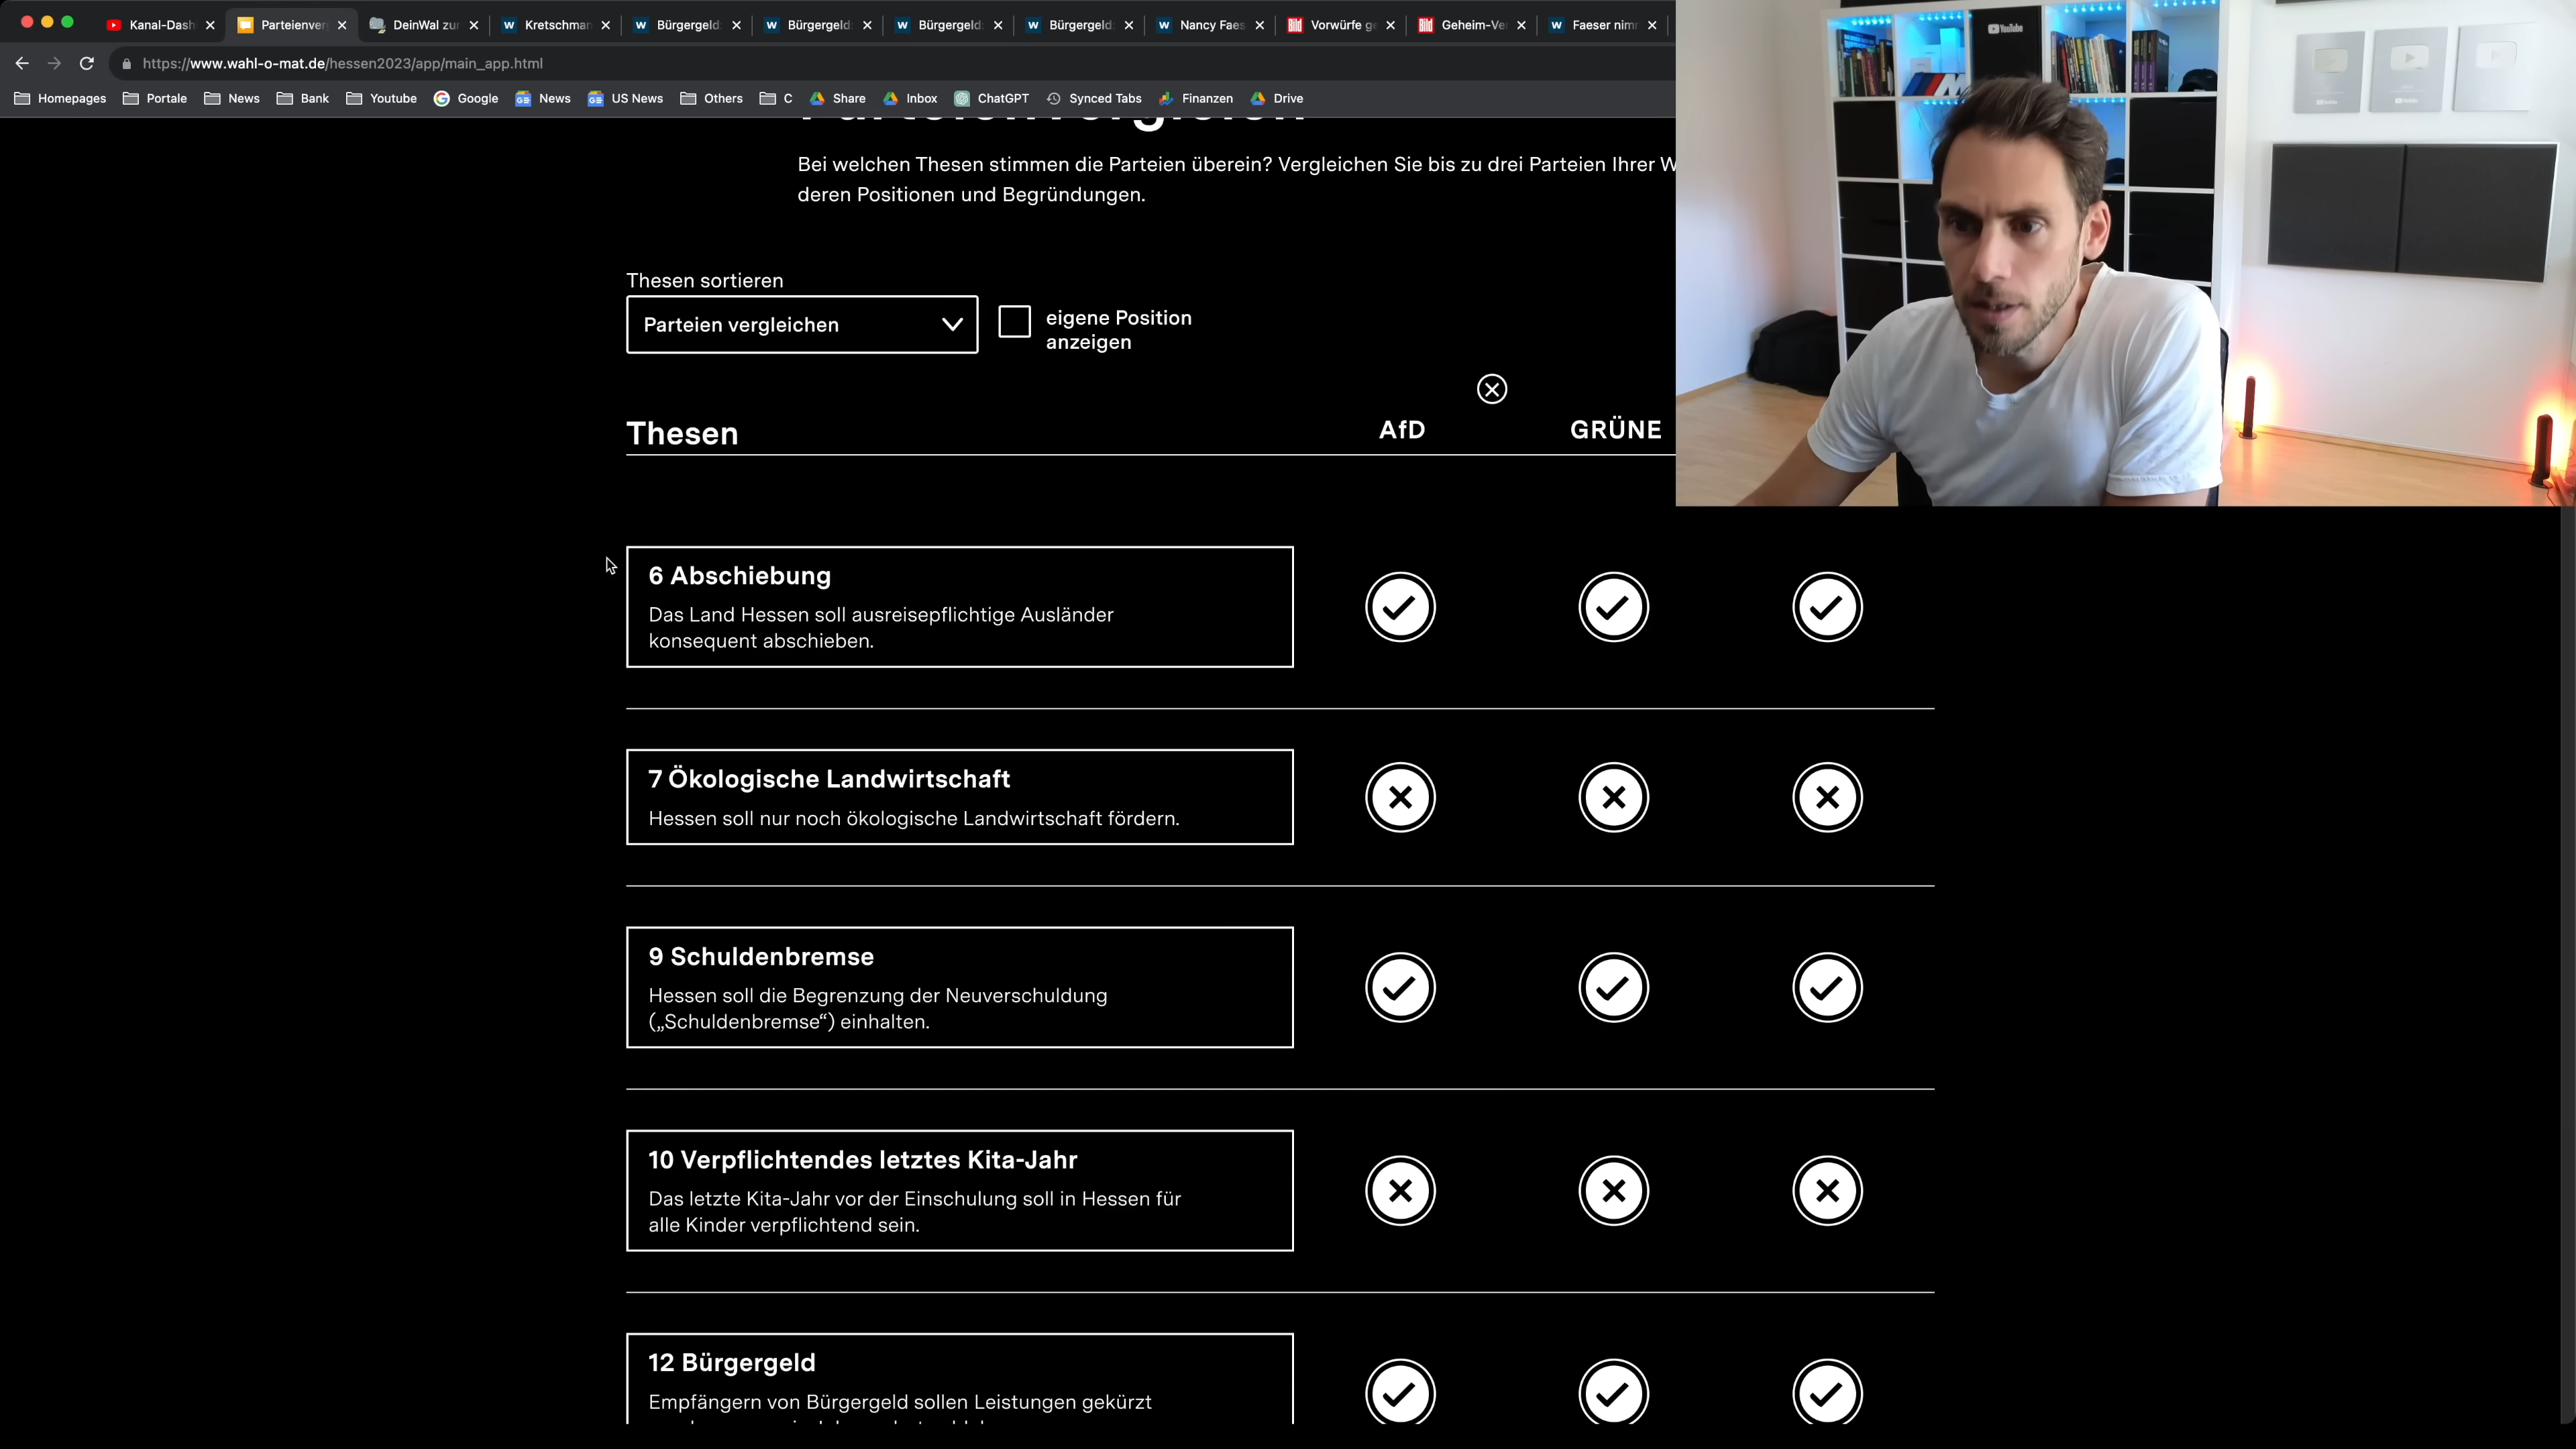 Kanal-Dash
Parteienver
DeinWal zur
Kretschman
Bürgergeld:
Bürgergeld:
Bürgergeld:
Bürgergeld:
Nancy Faes
Bild
Vorwürfe ge
Bild
Geheim-Ve
Faeser nim
https://www.wahl-o-mat.de/hessen2023/app/main_app.html
Homepages
Portale
News
Bank
Youtube
Google
News
US News
Others
C
Share
Inbox
ChatGPT
Synced Tabs
Finanzen
Drive
YouTube
Parteienvergleich
Bei welchen Thesen stimmen die Parteien überein? Vergleichen Sie bis zu drei Parteien Ihrer W
deren Positionen und Begründungen.
Thesen sortieren
Parteien vergleichen
eigene Position
anzeigen
Thesen
AfD
GRÜNE
6 Abschiebung
Das Land Hessen soll ausreisepflichtige Ausländer
konsequent abschieben.
7 Ökologische Landwirtschaft
Hessen soll nur noch ökologische Landwirtschaft fördern.
9 Schuldenbremse
Hessen soll die Begrenzung der Neuverschuldung
(„Schuldenbremse“) einhalten.
10 Verpflichtendes letztes Kita-Jahr
Das letzte Kita-Jahr vor der Einschulung soll in Hessen für
alle Kinder verpflichtend sein.
12 Bürgergeld
Empfängern von Bürgergeld sollen Leistungen gekürzt